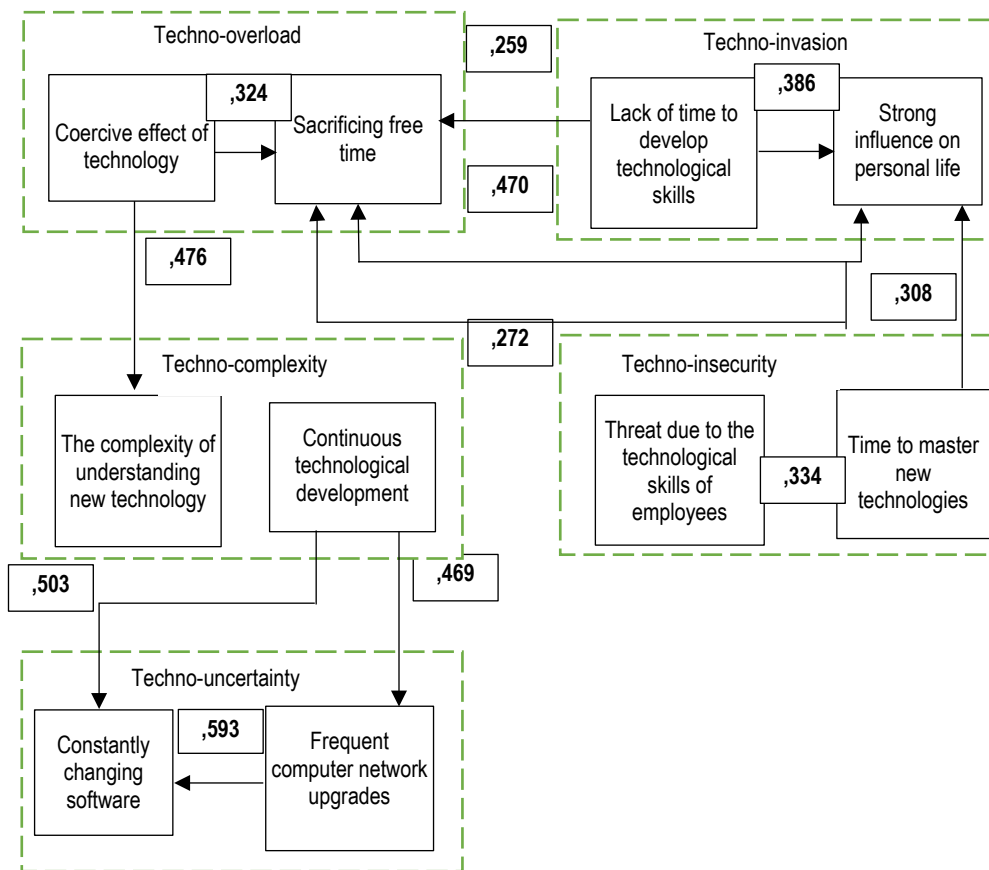 Techno-overload
,324
Coercive effect of
technology
Sacrificing free
time
,259
,470
Techno-invasion
,386
Lack of time to
develop
technological
skills
Strong
influence on
personal life
,476
,308
,272
Techno-complexity
The complexity of
understanding
new technology
Continuous
technological
development
Techno-insecurity
Threat due to the
technological
skills of
employees
,334
Time to master
new
technologies
,503
,469
Techno-uncertainty
Constantly
changing
software
,593
Frequent
computer network
upgrades